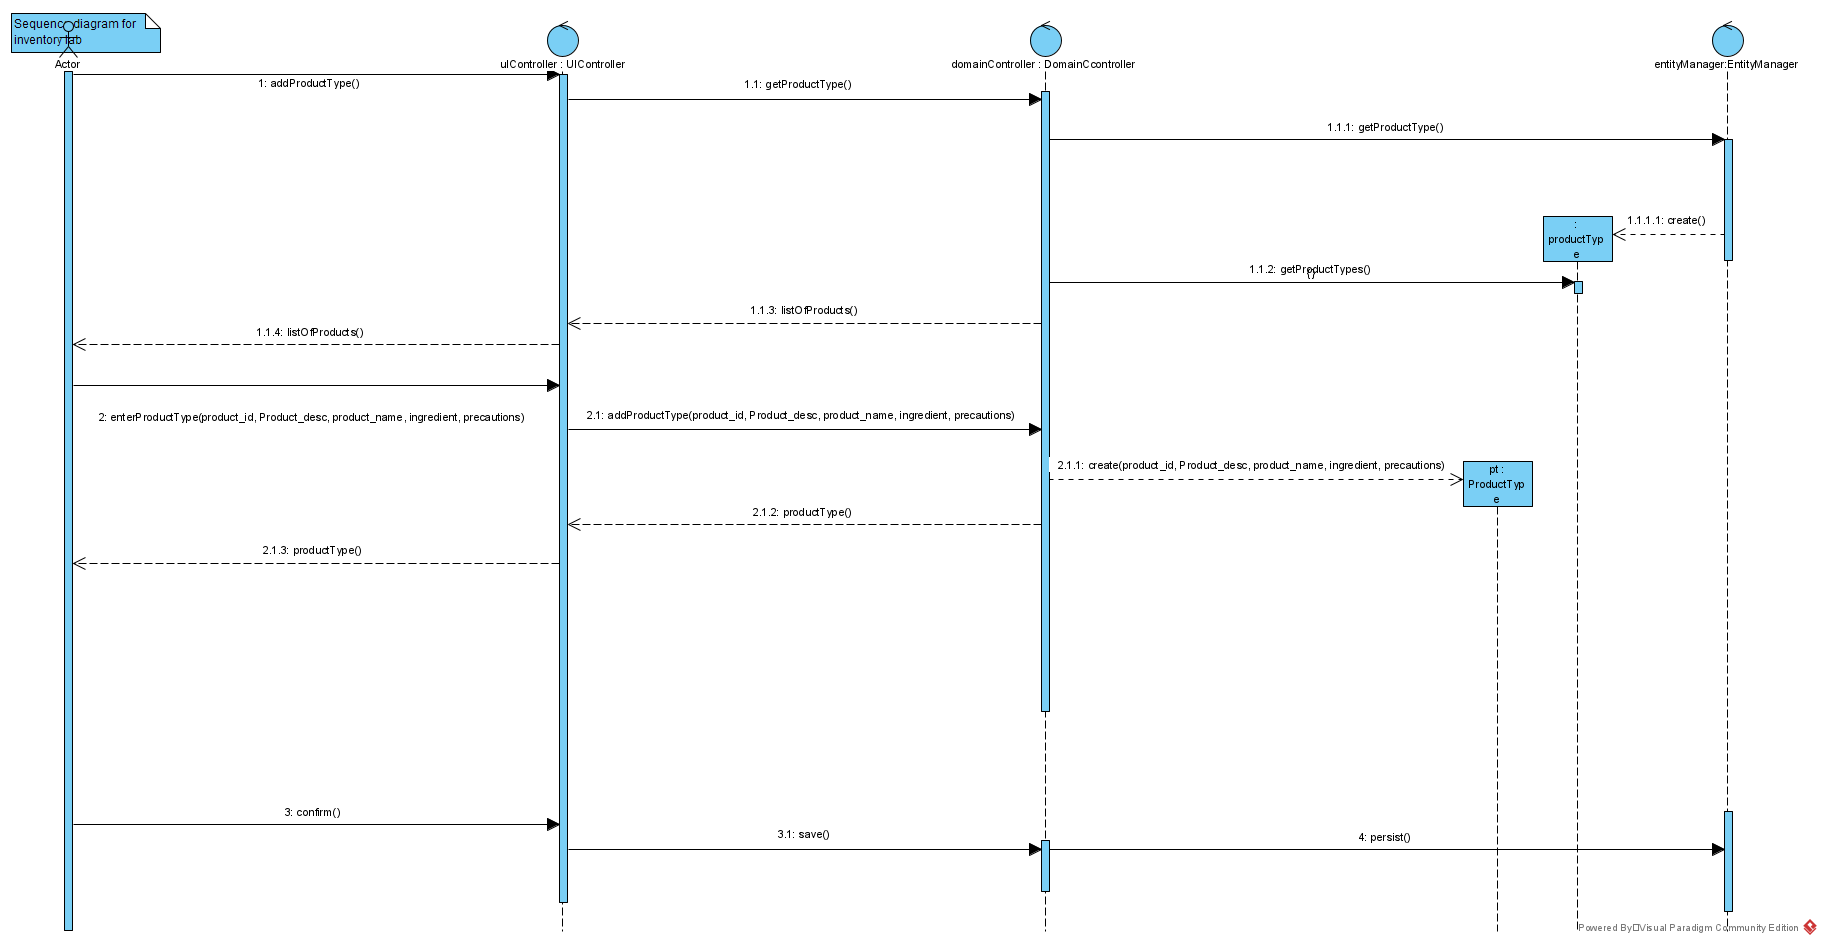 Sequence diagram for
inventory tab
Actor
uIController : UIController
domainController : DomainCcontroller
entityManager:EntityManager
1: addProductType()
1.1: getProductType()
1.1.1: getProductType()
1.1.1.1: create()
:
productTyp
e
1.1.2: getProductTypes()
()
1.1.3: listOfProducts()
1.1.4: listOfProducts()
2: enterProductType(product_id, Product_desc, product_name, ingredient, precautions)
2.1: addProductType(product_id, Product_desc, product_name, ingredient, precautions)
2.1.1: create(product_id, Product_desc, product_name, ingredient, precautions)
pt :
ProductTyp
e
2.1.2: productType()
2.1.3: productType()
3: confirm()
3.1: save()
4: persist()
Powered By Visual Paradigm Community Edition